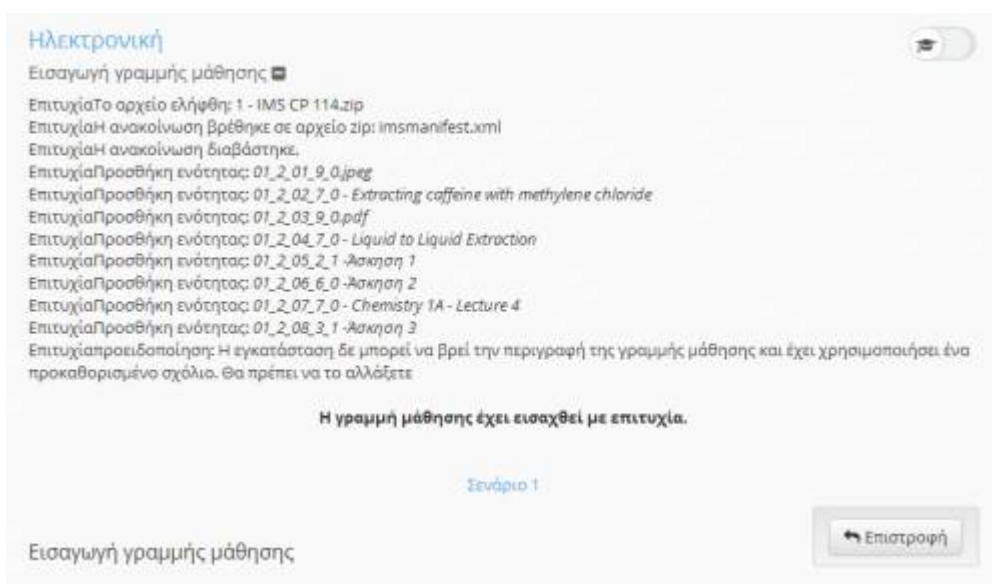 Ηλεκτρονική
Εισαγωγή γραμμής μάθησης
ΕπιτυχίαΤο αρχείο ελήφθη: 1 - IMS CP 114.zip
ΕπιτυχίαΗ ανακοίνωση βρέθηκε σε αρχείο zip: imsmanifest.xml
ΕπιτυχίαΗ ανακοίνωση διαβάστηκε.
ΕπιτυχίαΠροσθήκη ενότητας: 01_2_01_9_0.jpeg
ΕπιτυχίαΠροσθήκη ενότητας: 01_2_02_7_0 - Extracting caffeine with methylene chloride
ΕπιτυχίαΠροσθήκη ενότητας: 01_2_03_9_0.pdf
ΕπιτυχίαΠροσθήκη ενότητας: 01_2_04_7_0 - Liquid to Liquid Extraction
ΕπιτυχίαΠροσθήκη ενότητας: 01_2_05_2_1 -Άσκηση 1
ΕπιτυχίαΠροσθήκη ενότητας: 01_2_06_6_0 -Άσκηση 2
ΕπιτυχίαΠροσθήκη ενότητας: 01_2_07_7_0 - Chemistry 1A - Lecture 4
ΕπιτυχίαΠροσθήκη ενότητας: 01_2_08_3_1 -Άσκηση 3
Επιτυχίαπροειδοποίηση: Η εγκατάσταση δε μπορεί να βρεί την περιγραφή της γραμμής μάθησης και έχει χρησιμοποιήσει ένα
προκαθορισμένο σχόλιο. Θα πρέπει να το αλλάξετε
Η γραμμή μάθησης έχει εισαχθεί με επιτυχία.
Σενάριο 1
Επιστροφή
Εισαγωγή γραμμής μάθησης